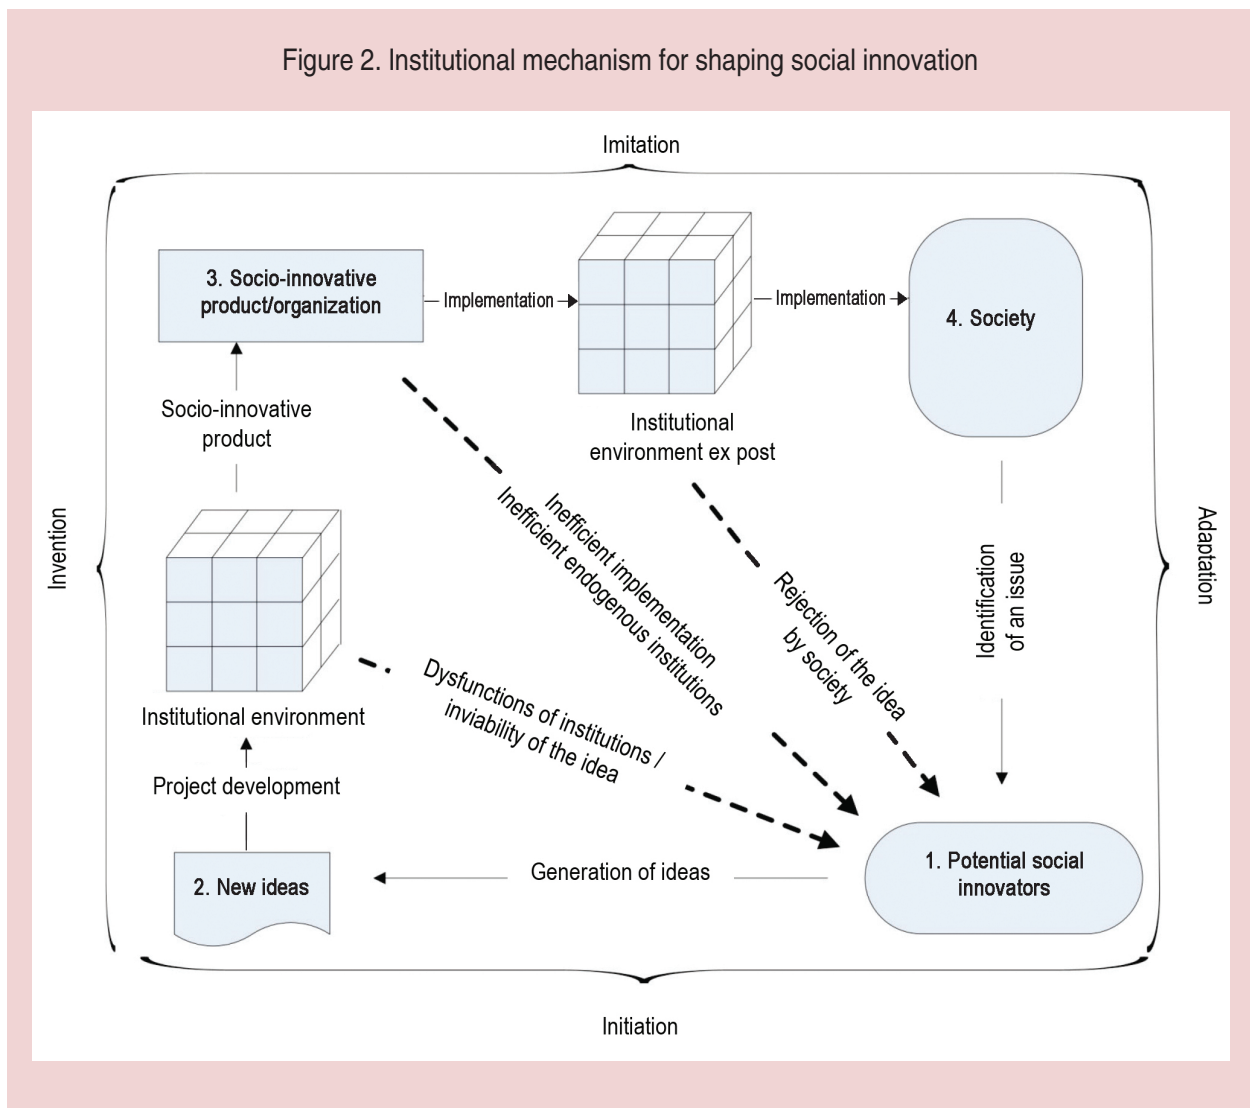 Figure 2. Institutional mechanism for shaping social innovation
Imitation
3. Socio-innovative
product/organization
Implementation
Implementation
4. Society
Socio-innovative
product
Institutional
environment ex post
Invention
Adaptation
Inefficient implementation
Inefficient endogenous institutions
Rejection of the idea
by society
Identification
of an issue
Dysfunctions of institutions /
inviability of the idea
Institutional environment
Project development
2. New ideas
Generation of ideas
1. Potential social
innovators
Initiation